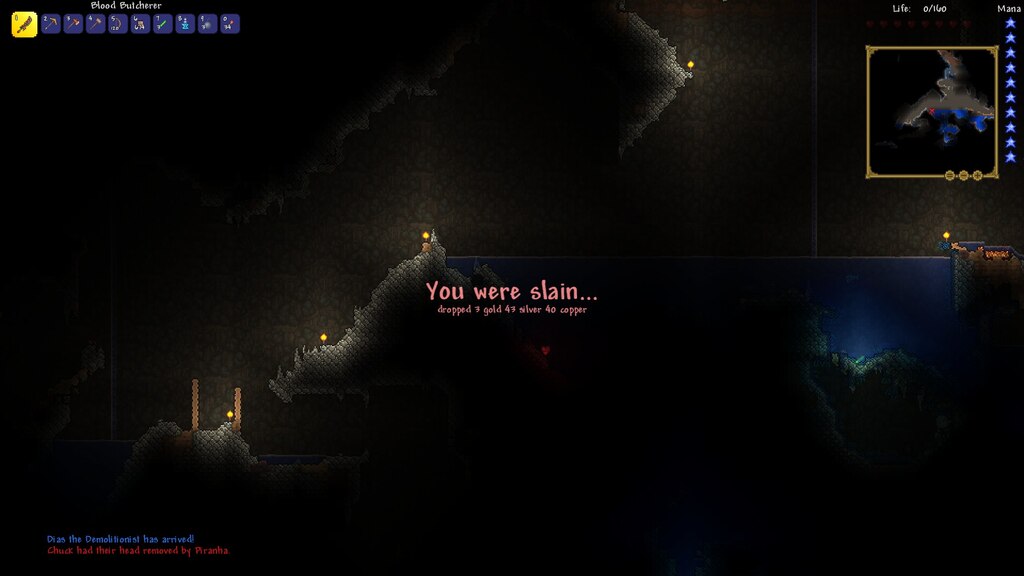 Blood Butcherer
Life: 0/160
Mana
You were slain...
dropped 3 gold 43 silver 40 copper
Dias the Demolitionist has arrived!
Chuck had their head removed by Piranha.